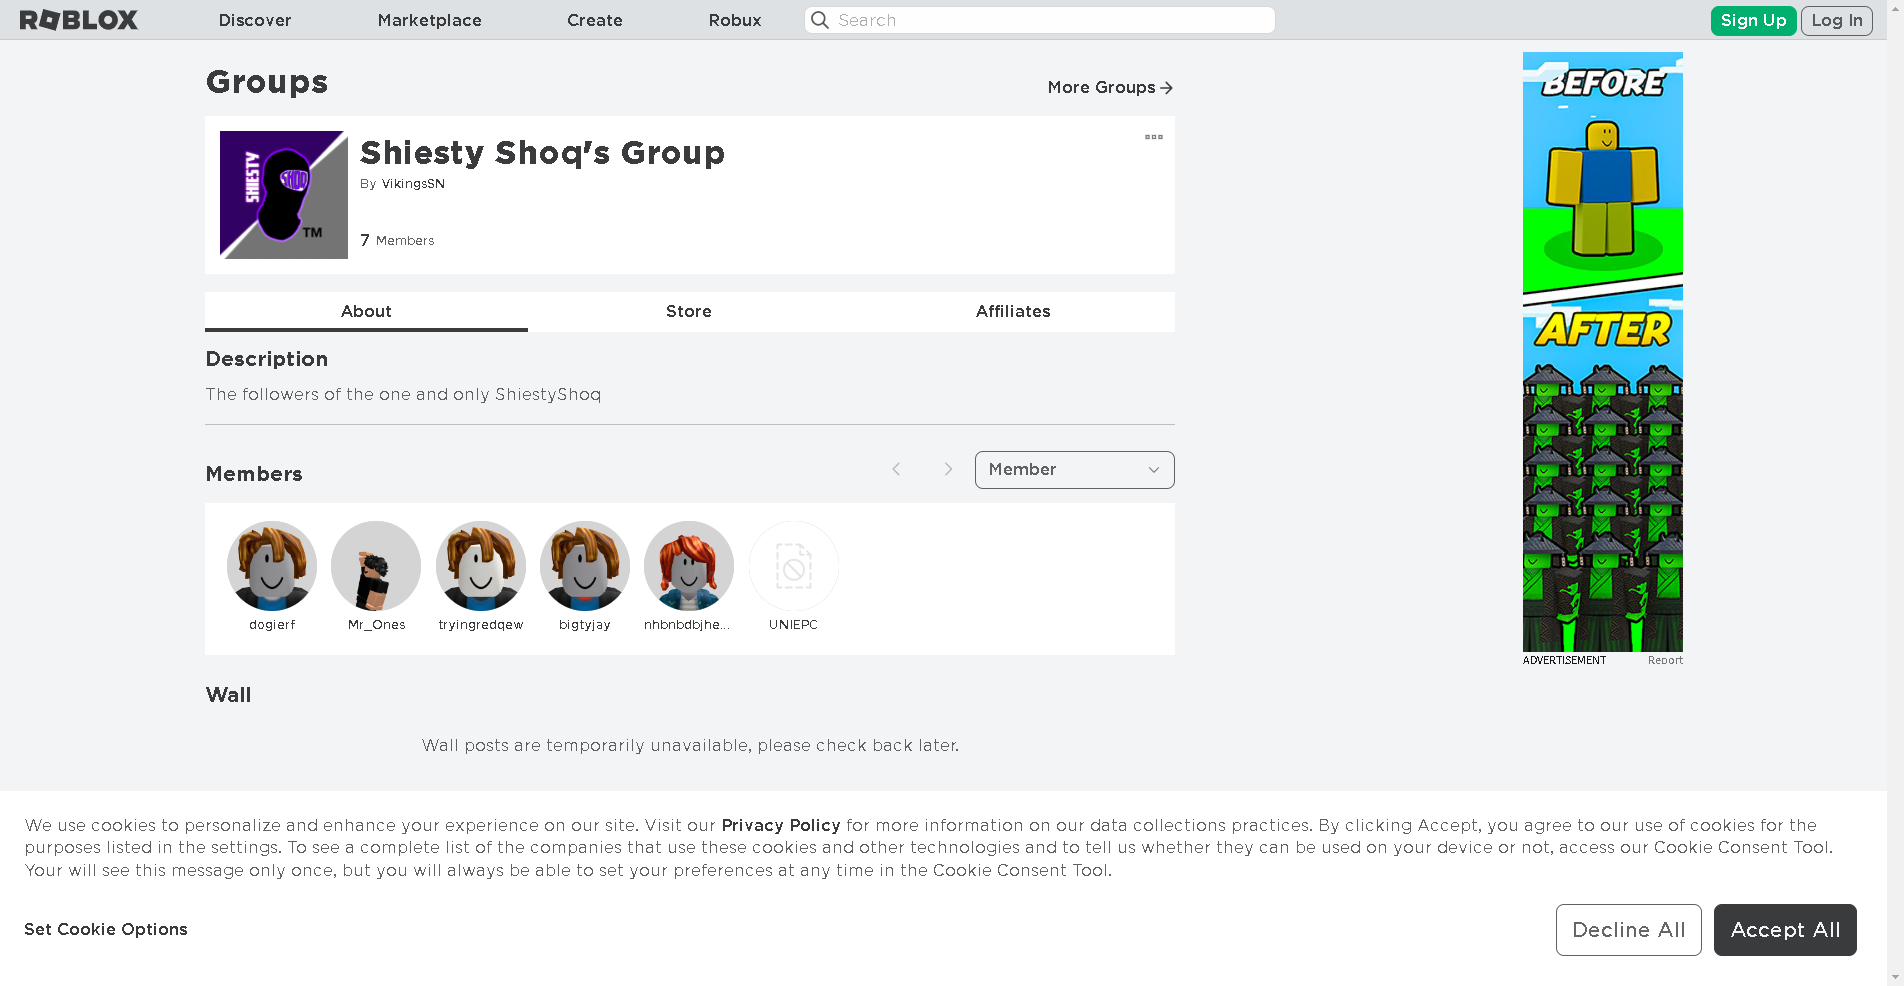 ROBLOX Discover Marketplace Create Robux Search Sign Up Log In
Groups
More Groups
SHIESTY
SHOQ
TM
Shiesty Shoq's Group
By VikingsSN
7 Members
About Store Affiliates
Description
The followers of the one and only ShiestyShoq
Members
Member
dogierf Mr_Ones tryingredqew bigtyjay nhbnbdbjhe... UNIEPC
Wall
Wall posts are temporarily unavailable, please check back later.
BEFORE
AFTER
ADVERTISEMENT Report
We use cookies to personalize and enhance your experience on our site. Visit our Privacy Policy for more information on our data collections practices. By clicking Accept, you agree to our use of cookies for the
purposes listed in the settings. To see a complete list of the companies that use these cookies and other technologies and to tell us whether they can be used on your device or not, access our Cookie Consent Tool.
Your will see this message only once, but you will always be able to set your preferences at any time in the Cookie Consent Tool.
Set Cookie Options
Decline All
Accept All